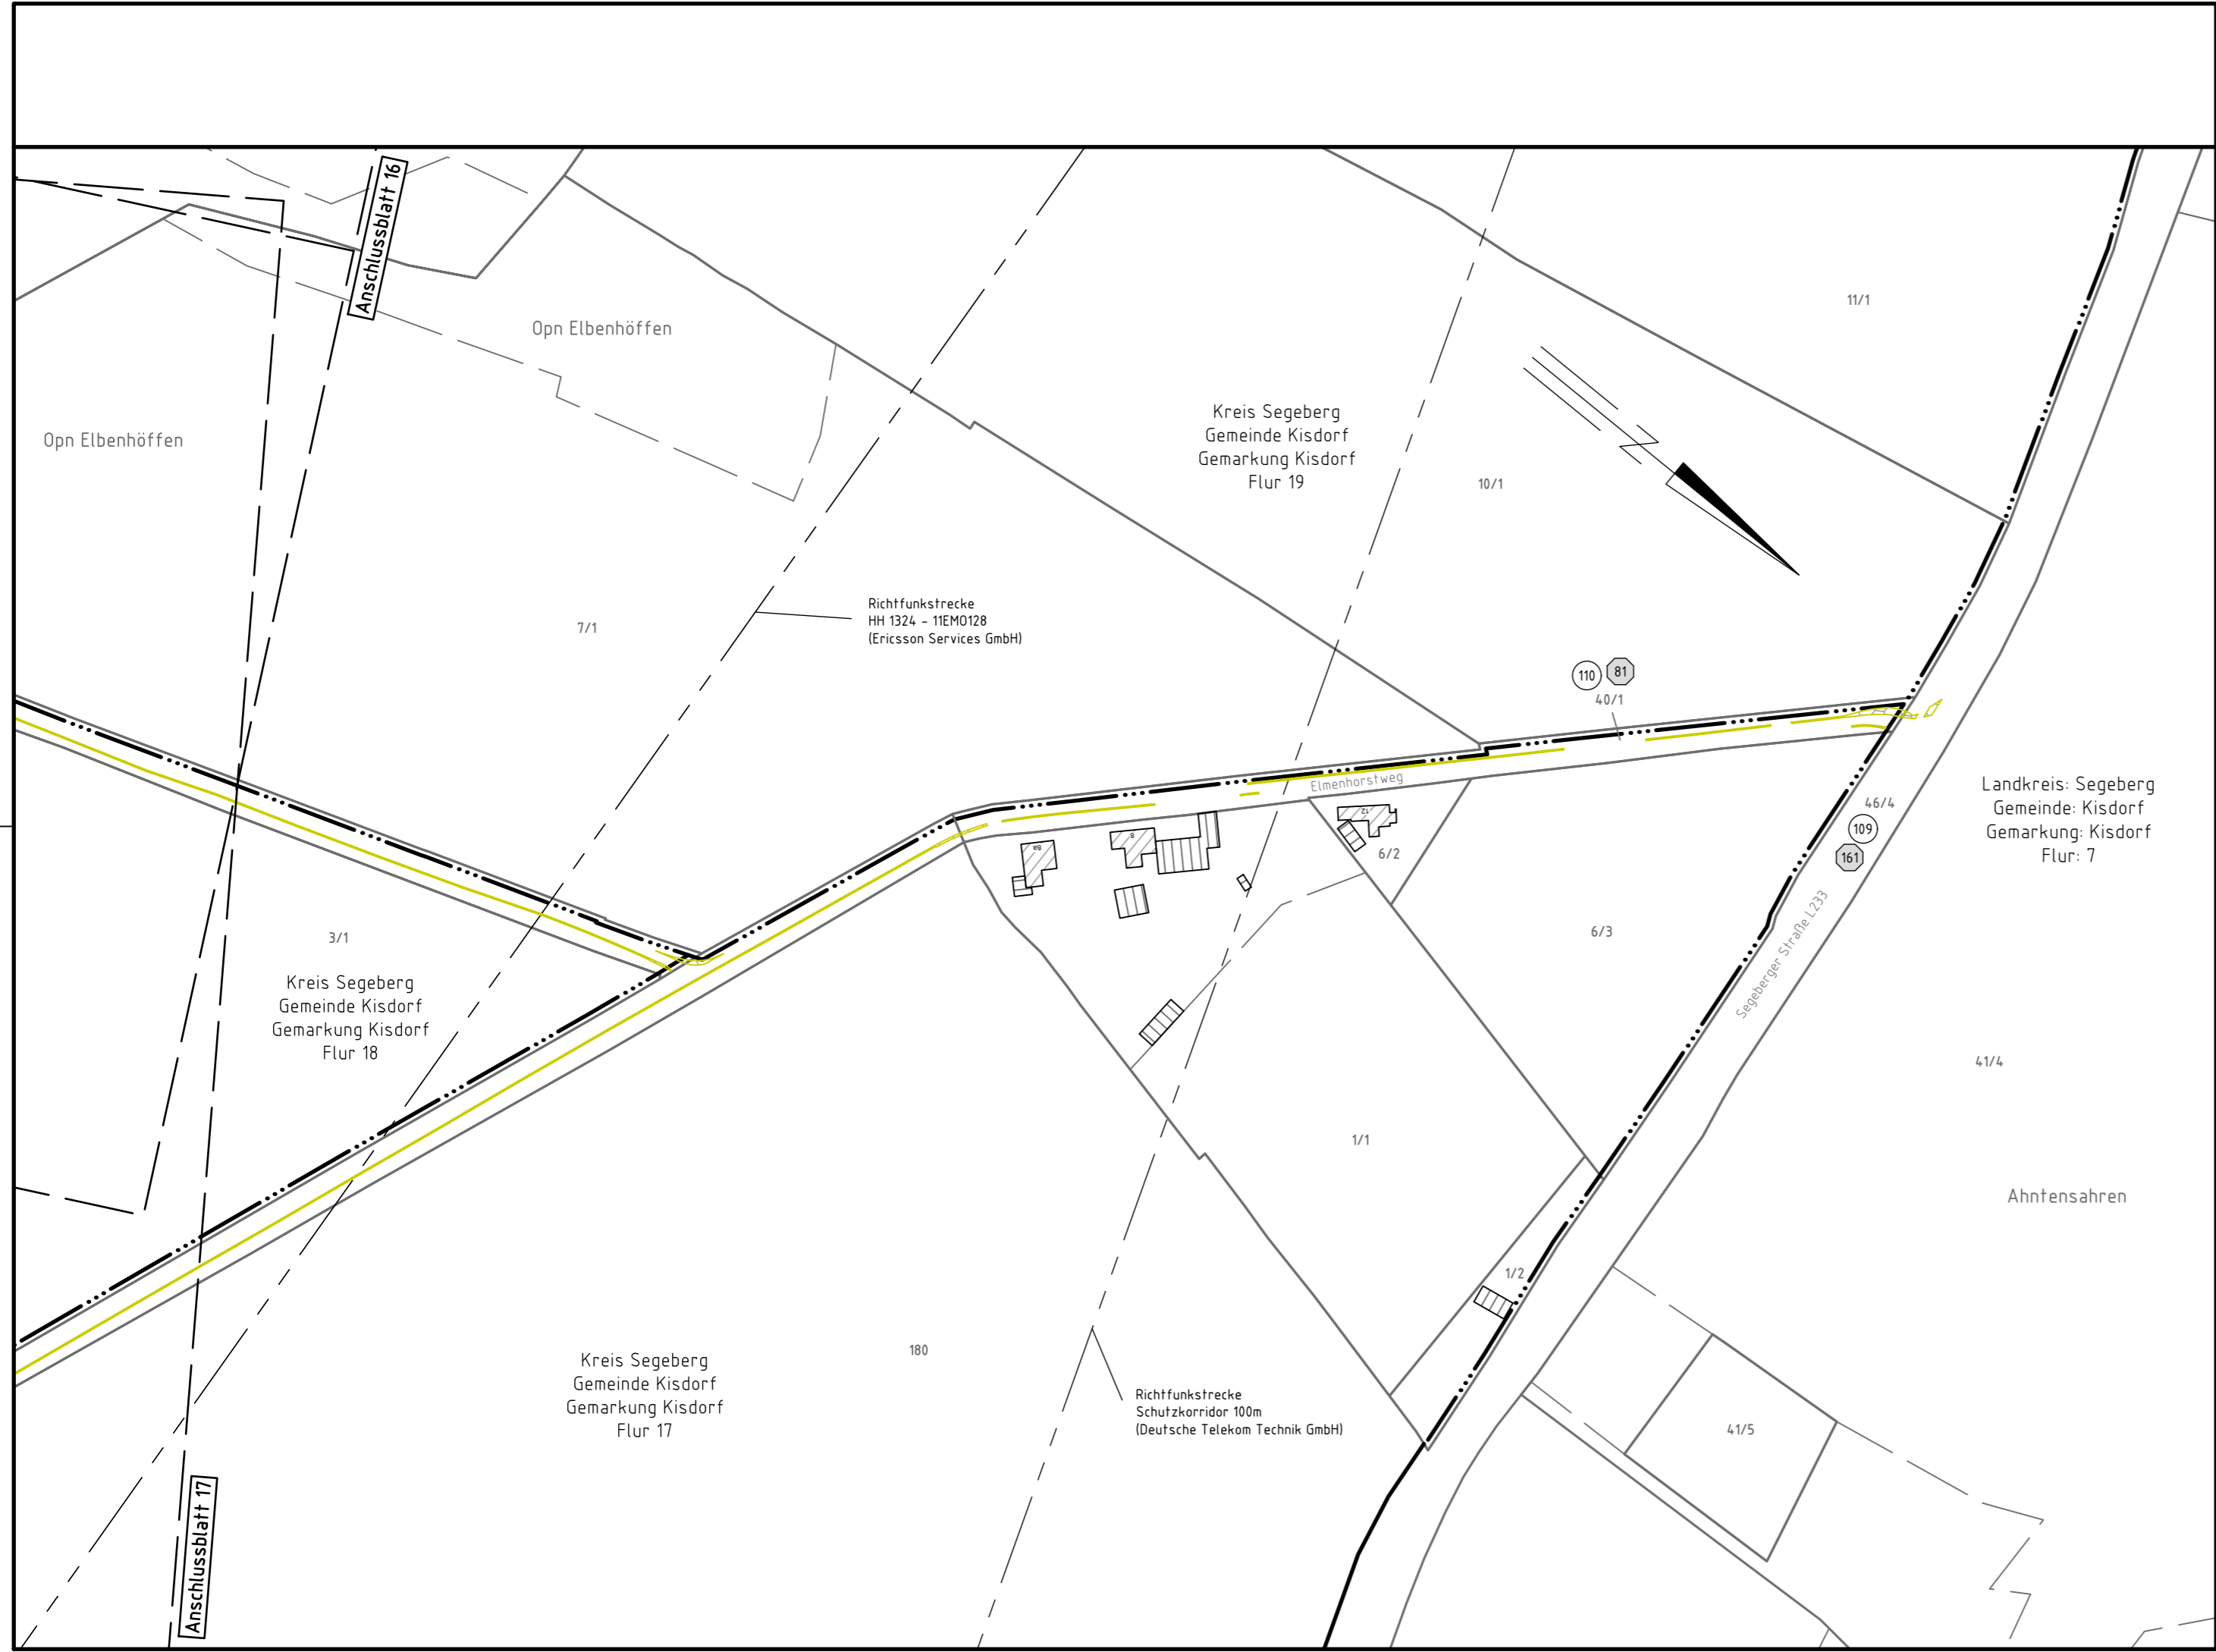 Anschlussblatt 16
11/1
Opn Elbenhöffen
Opn Elbenhöffen
Kreis Segeberg
Gemeinde Kisdorf
Gemarkung Kisdorf
Flur 19
10/1
7/1
Richtfunkstrecke
HH 1324 - 11EM0128
(Ericsson Services GmbH)
110
81
40/1
Elmenhorstweg
12
8
8a
6/2
46/4
109
161
Landkreis: Segeberg
Gemeinde: Kisdorf
Gemarkung: Kisdorf
Flur: 7
6/3
Segeberger Straße L233
3/1
Kreis Segeberg
Gemeinde Kisdorf
Gemarkung Kisdorf
Flur 18
41/4
1/1
Ahntensahren
1/2
180
Kreis Segeberg
Gemeinde Kisdorf
Gemarkung Kisdorf
Flur 17
Richtfunkstrecke
Schutzkorridor 100m
(Deutsche Telekom Technik GmbH)
41/5
Anschlussblatt 17